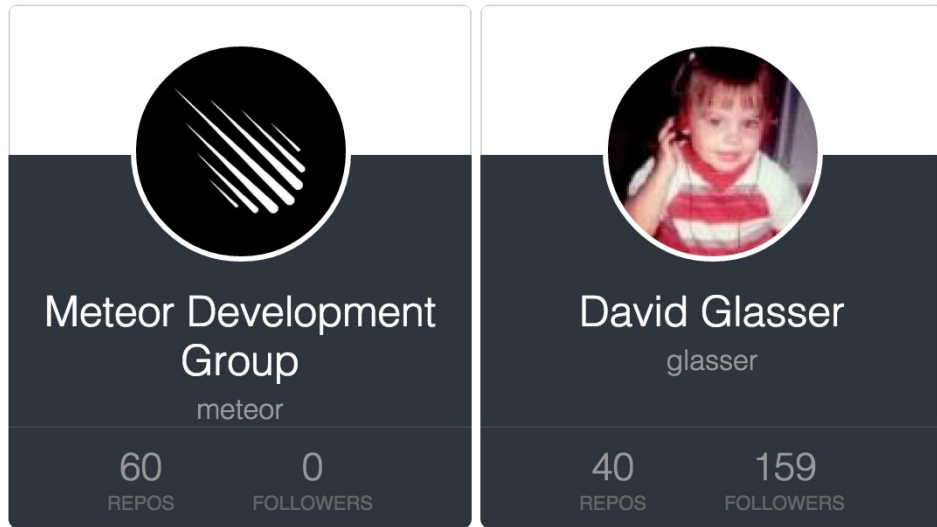 Meteor Development
Group
meteor
60
REPOS
0
FOLLOWERS
David Glasser
glasser
40
REPOS
159
FOLLOWERS